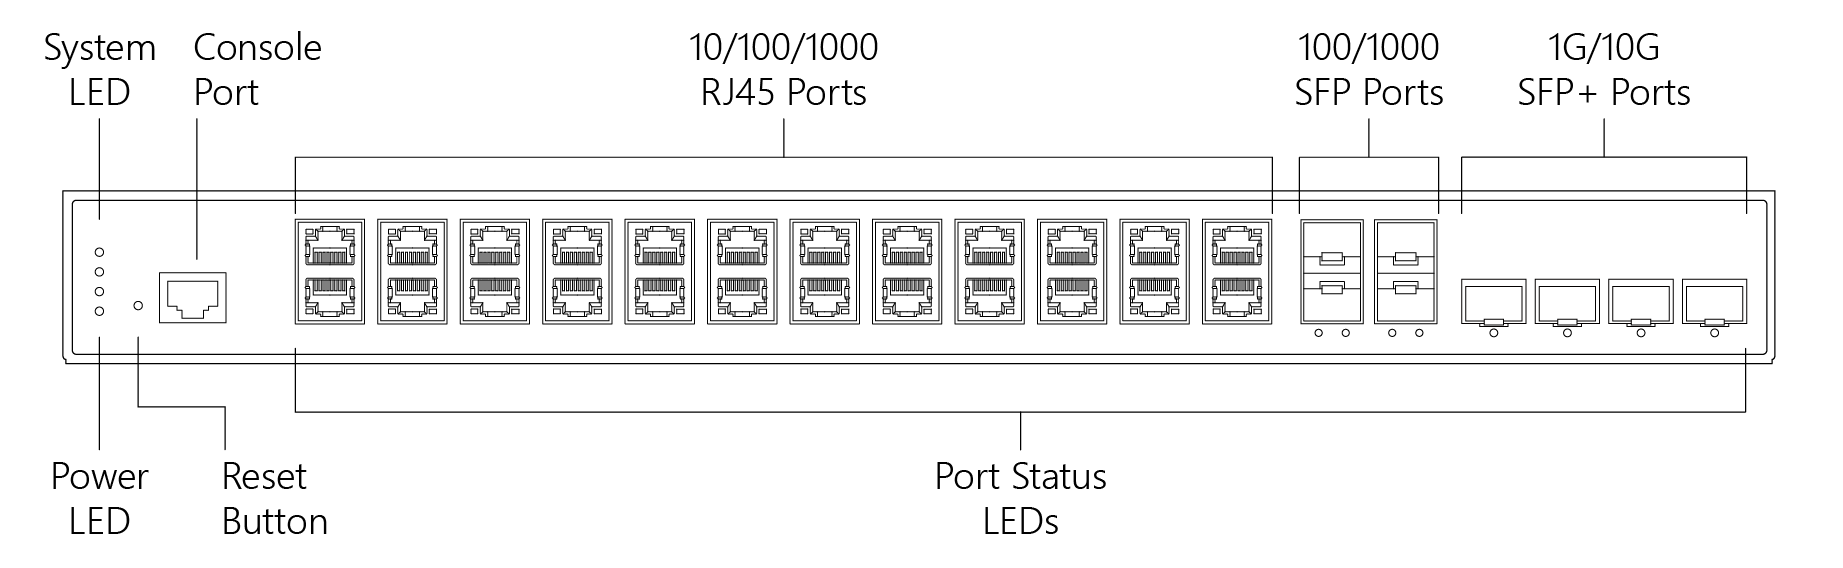 System
LED
Console
Port
10/100/1000
RJ45 Ports
100/1000
SFP Ports
1G/10G
SFP+ Ports
Power
LED
Reset
Button
Port Status
LEDs